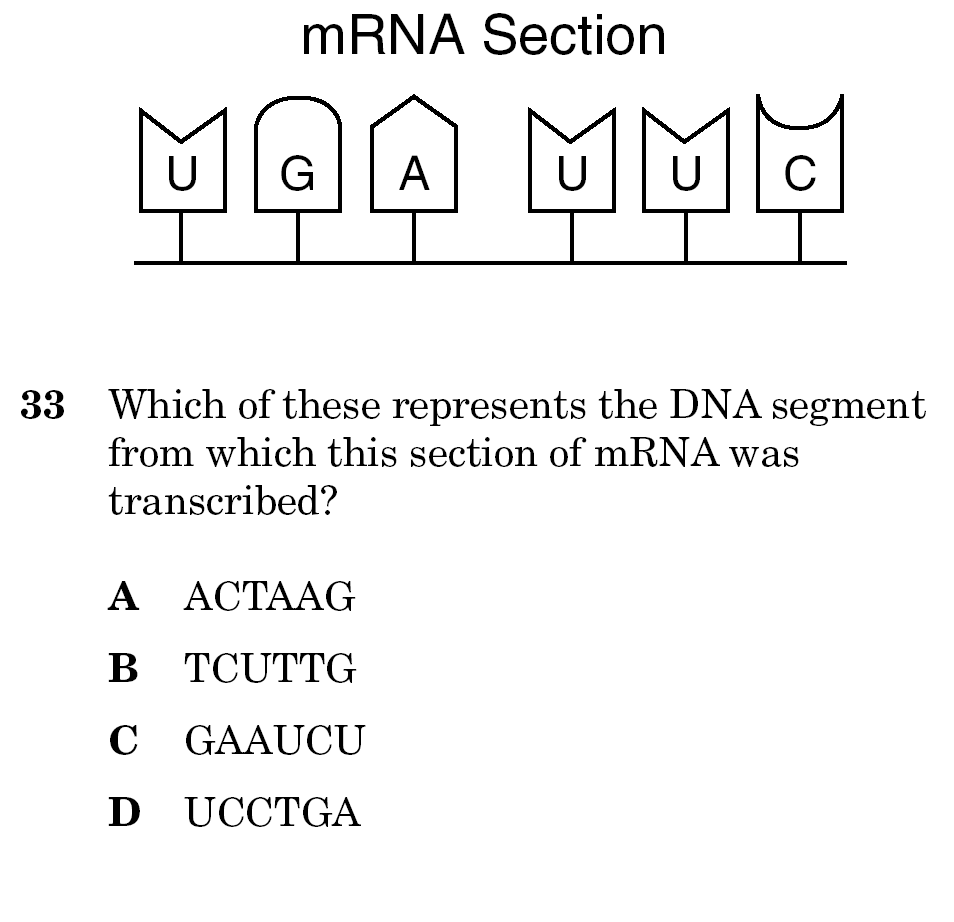 mRNA Section
U G A U U C
33 Which of these represents the DNA segment
from which this section of mRNA was
transcribed?
A ACTAAG
B TCUTTG
C GAAUCU
D UCCTGA